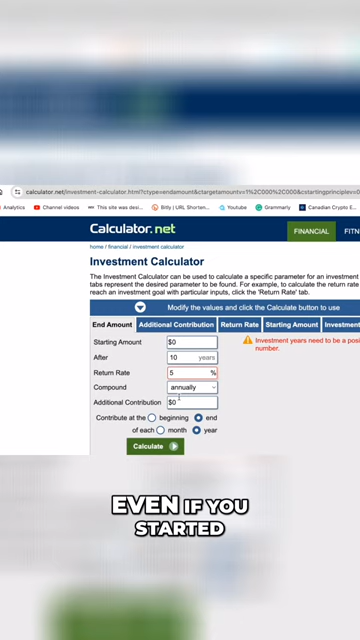 calculator.net/investment-calculator.html?ctype=endamount&ctargetamountv=1%2C000%2C000&cstartingprinciplev=0
Analytics
Channel videos
This site was desi...
Bitly | URL Shorten...
Youtube
Grammarly
Canadian Crypto E...
Calculator.net
FINANCIAL
FITN
home / financial / investment calculator
Investment Calculator
The Investment Calculator can be used to calculate a specific parameter for an investment
tabs represent the desired parameter to be found. For example, to calculate the return rate
reach an investment goal with particular inputs, click the 'Return Rate' tab.
Modify the values and click the Calculate button to use
End Amount
Additional Contribution
Return Rate
Starting Amount
Investment
Starting Amount $0
Investment years need to be a posi
number.
After 10 years
Return Rate 5 %
Compound annually
Additional Contribution $0
Contribute at the beginning end
of each month year
Calculate
EVEN IF YOU
STARTED